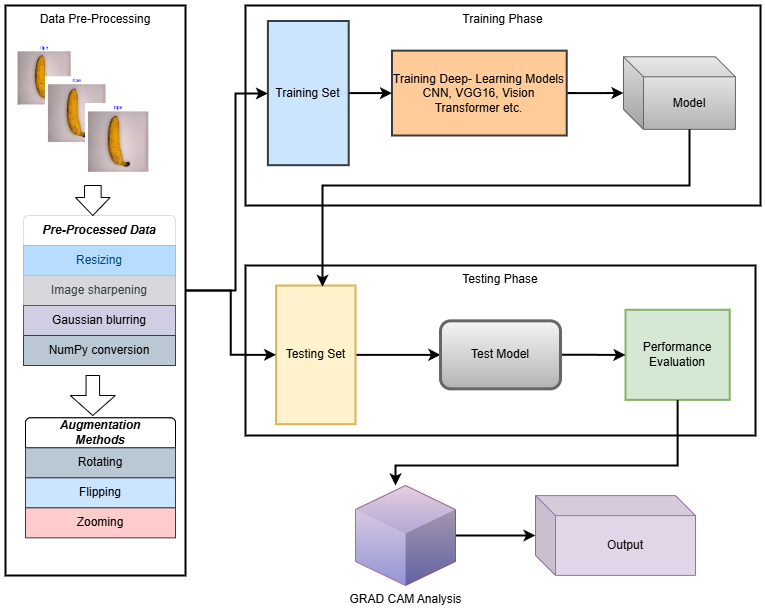 Data Pre-Processing
ripe
ripe
ripe
Pre-Processed Data
Resizing
Image sharpening
Gaussian blurring
NumPy conversion
Augmentation
Methods
Rotating
Flipping
Zooming
Training Phase
Training Set
Training Deep- Learning Models
CNN, VGG16, Vision
Transformer etc.
Model
Testing Phase
Testing Set
Test Model
Performance
Evaluation
GRAD CAM Analysis
Output